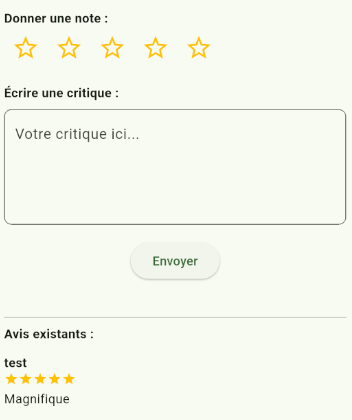 Donner une note :
Écrire une critique :
Votre critique ici...
Envoyer
Avis existants :
test
Magnifique